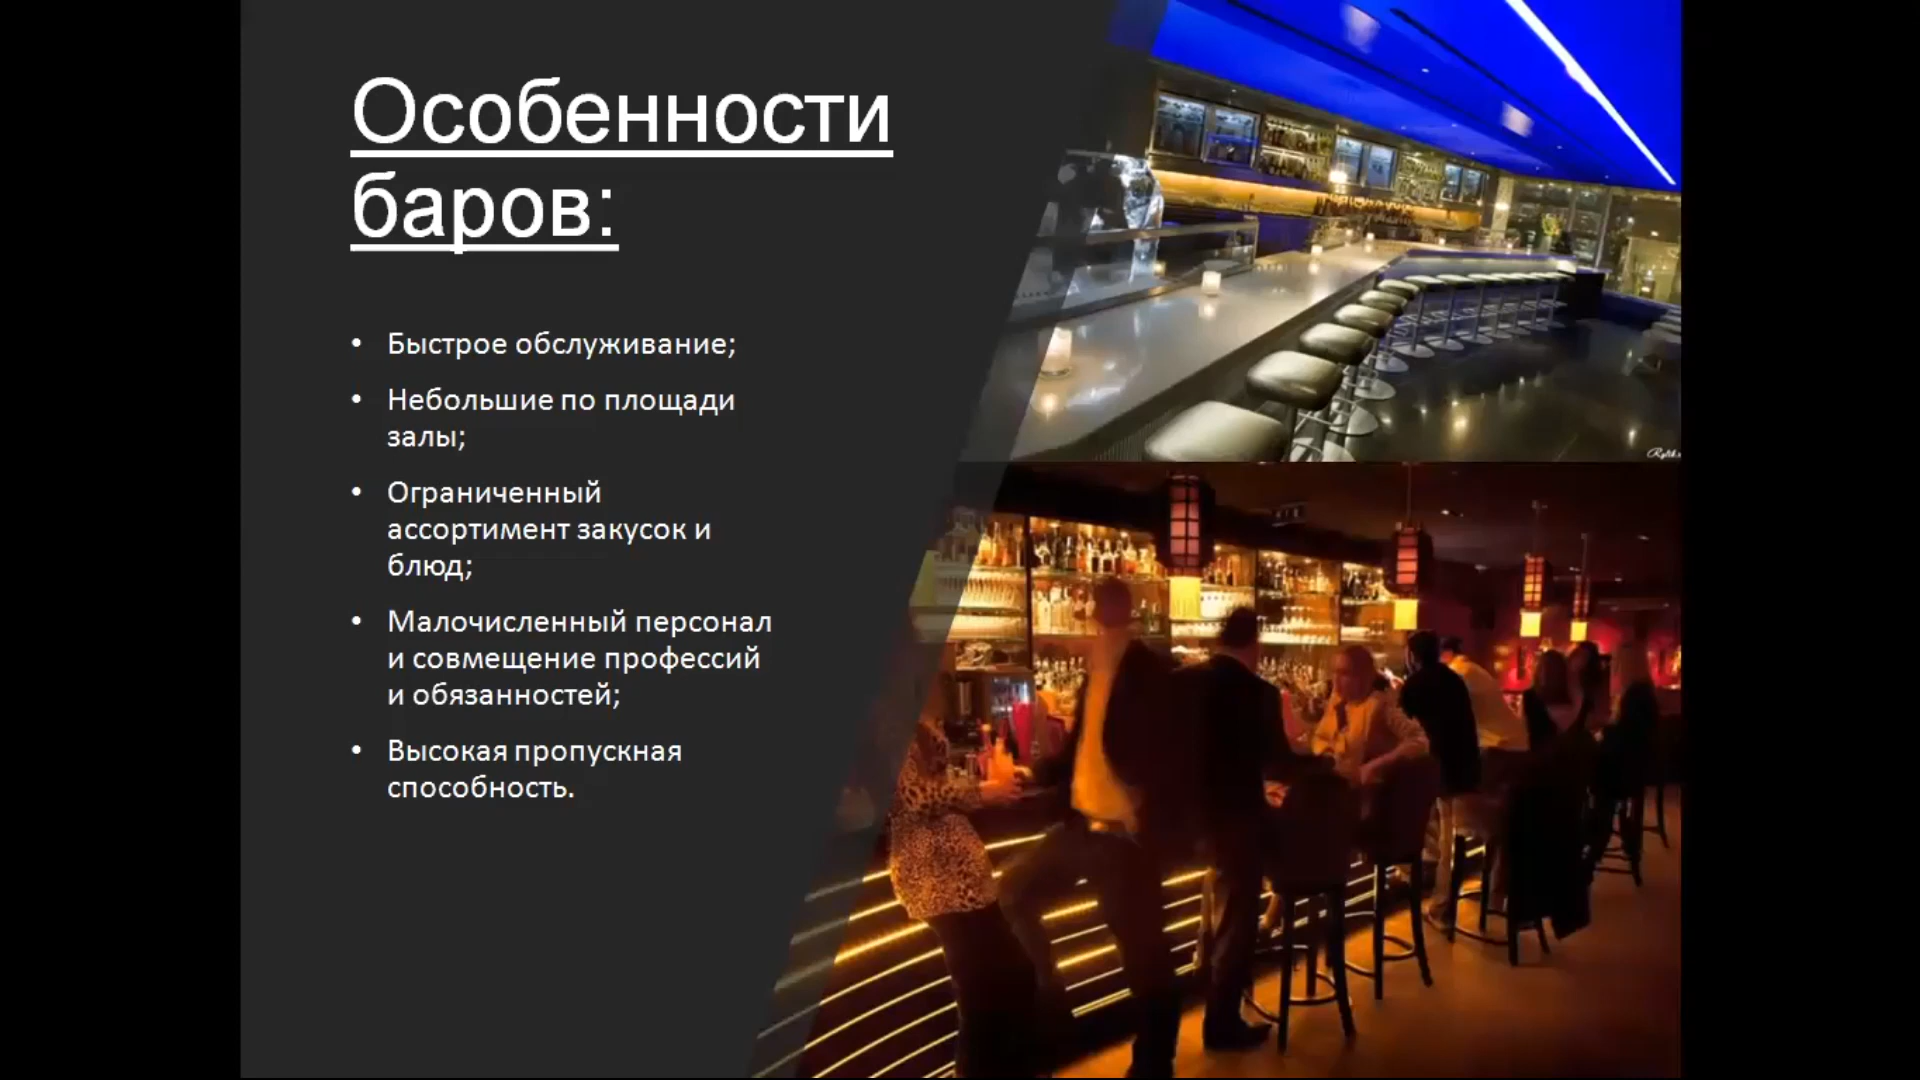 Особенности
баров:
• Быстрое обслуживание;
• Небольшие по площади
залы;
• Ограниченный
ассортимент закусок и
блюд;
• Малочисленный персонал
и совмещение профессий
и обязанностей;
• Высокая пропускная
способность.